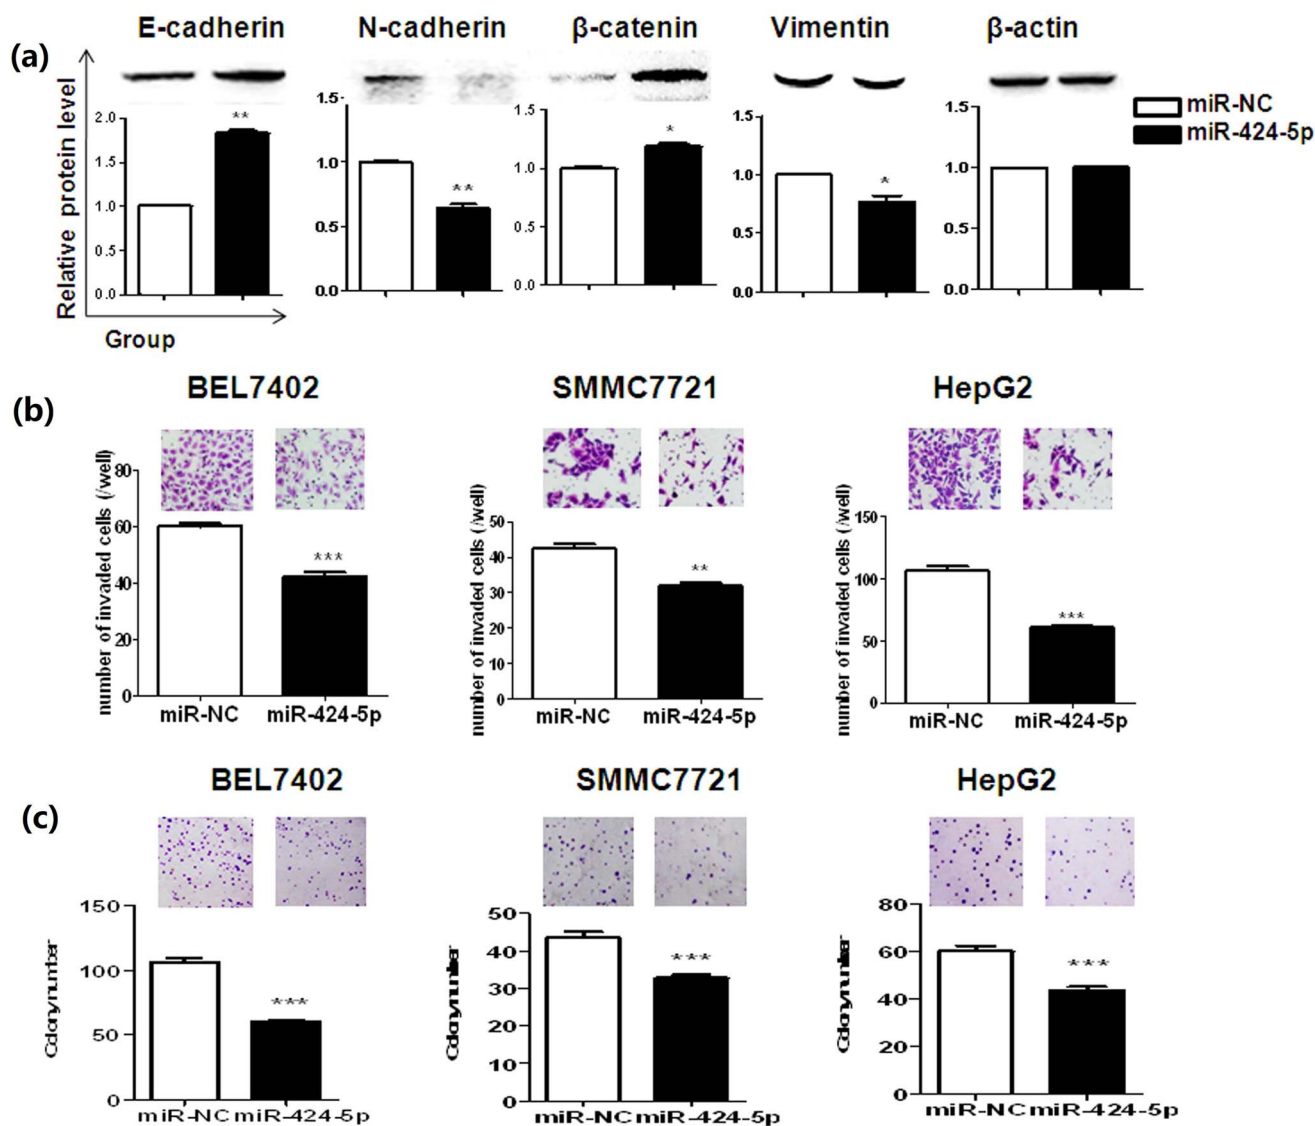 (a)
E-cadherin N-cadherin β-catenin Vimentin β-actin
miR-NC
miR-424-5p
Relative protein level
2.0
1.5
1.0
0.5
0.0
**
1.5
1.0
0.5
0.0
**
1.5
1.0
0.5
0.0
*
1.5
1.0
0.5
0.0
*
1.5
1.0
0.5
0.0
Group
(b)
BEL7402 SMMC7721 HepG2
number of invaded cells (/well)
80
60
40
20
0
***
miR-NC miR-424-5p
number of invaded cells (/well)
50
40
30
20
10
0
**
miR-NC miR-424-5p
number of invaded cells (/well)
150
100
50
0
***
miR-NC miR-424-5p
(c)
BEL7402 SMMC7721 HepG2
Colony number
150
100
50
0
***
miR-NC miR-424-5p
Colony number
50
40
30
20
10
0
***
miR-NC miR-424-5p
Colony number
80
60
40
20
0
***
miR-NC miR-424-5p